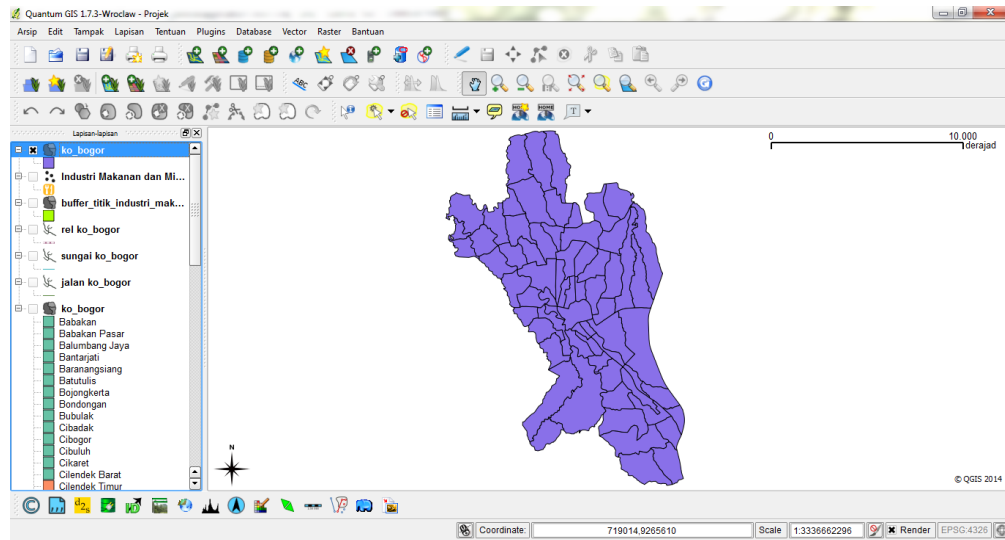 Quantum GIS 1.7.3-Wroclaw - Projek
Arsip Edit Tampak Lapisan Tentuan Plugins Database Vector Raster Bantuan
Lapisan-lapisan
ko_bogor
Industri Makanan dan Mi...
buffer_titik_industri_mak...
rel ko_bogor
sungai ko_bogor
jalan ko_bogor
ko_bogor
Babakan
Babakan Pasar
Balumbang Jaya
Bantarjati
Baranangsiang
Batutulis
Bojongkerta
Bondongan
Bubulak
Cibadak
Cibogor
Cibuluh
Cikaret
Cilendek Barat
Cilendek Timur
0 10.000
derajad
N
© QGIS 2014
Coordinate: 719014,9265610 Scale 1:3336662296 Render EPSG:4326